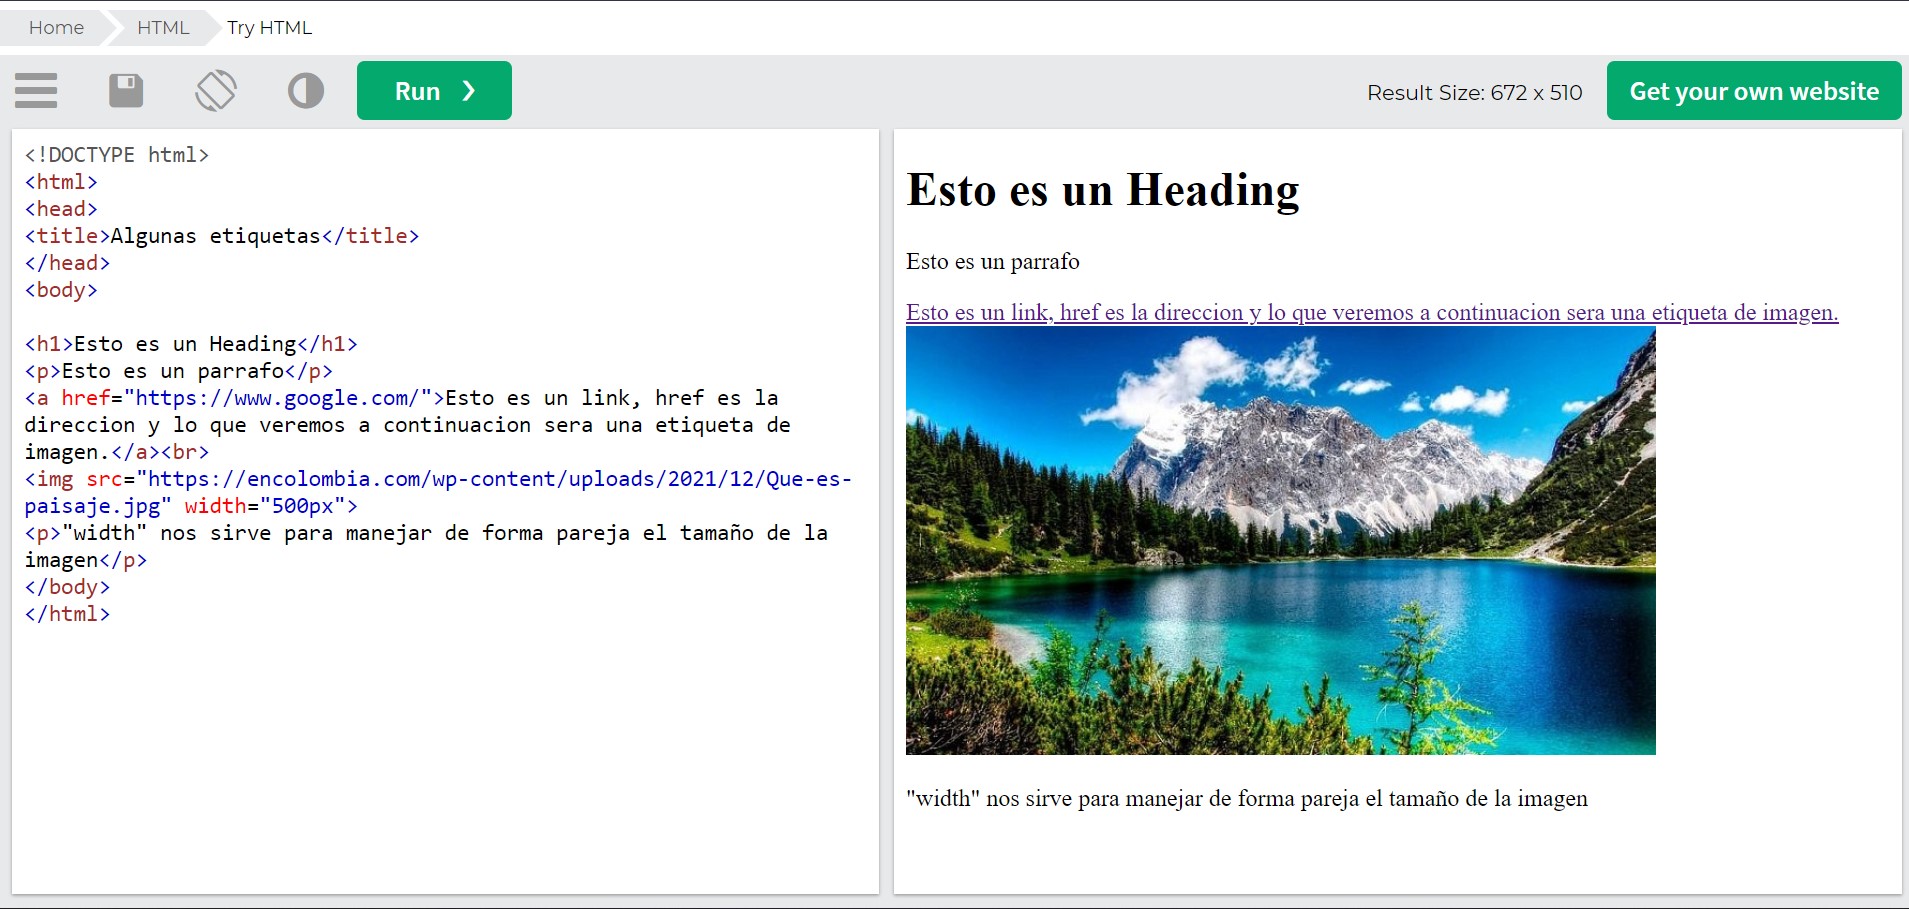 Home HTML Try HTML
Run ❯ Result Size: 672 x 510 Get your own website
<!DOCTYPE html>
<html>
<head>
<title>Algunas etiquetas</title>
</head>
<body>
<h1>Esto es un Heading</h1>
<p>Esto es un parrafo</p>
<a href="https://www.google.com/">Esto es un link, href es la
direccion y lo que veremos a continuacion sera una etiqueta de
imagen.</a><br>
<img src="https://encolombia.com/wp-content/uploads/2021/12/Que-es-
paisaje.jpg" width="500px">
<p>"width" nos sirve para manejar de forma pareja el tamaño de la
imagen</p>
</body>
</html>
Esto es un Heading
Esto es un parrafo
Esto es un link, href es la direccion y lo que veremos a continuacion sera una etiqueta de imagen.
"width" nos sirve para manejar de forma pareja el tamaño de la imagen